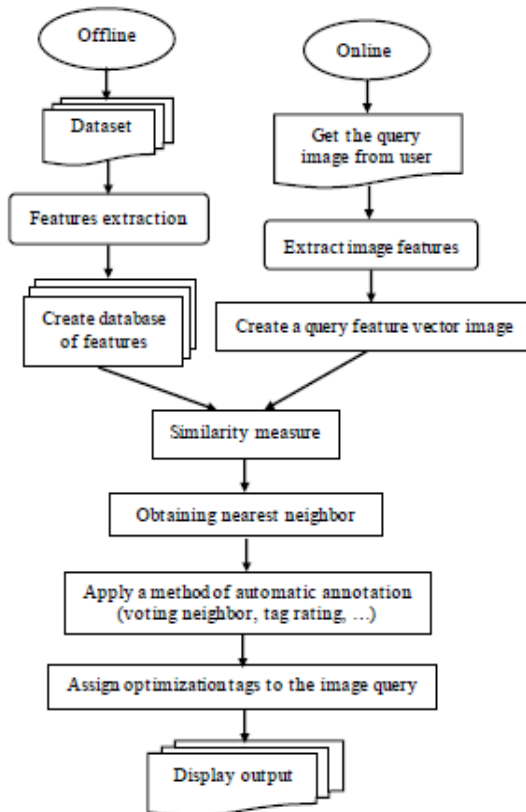 Offline
Online
Dataset
Get the query
image from user
Features extraction
Extract image features
Create database
of features
Create a query feature vector image
Similarity measure
Obtaining nearest neighbor
Apply a method of automatic annotation
(voting neighbor, tag rating, …)
Assign optimization tags to the image query
Display output